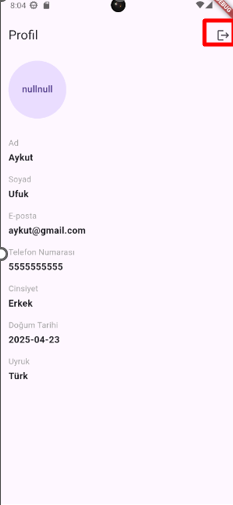 8:04
DEBUG
Profil
nullnull
Ad
Aykut
Soyad
Ufuk
E-posta
aykut@gmail.com
Telefon Numarası
5555555555
Cinsiyet
Erkek
Doğum Tarihi
2025-04-23
Uyruk
Türk